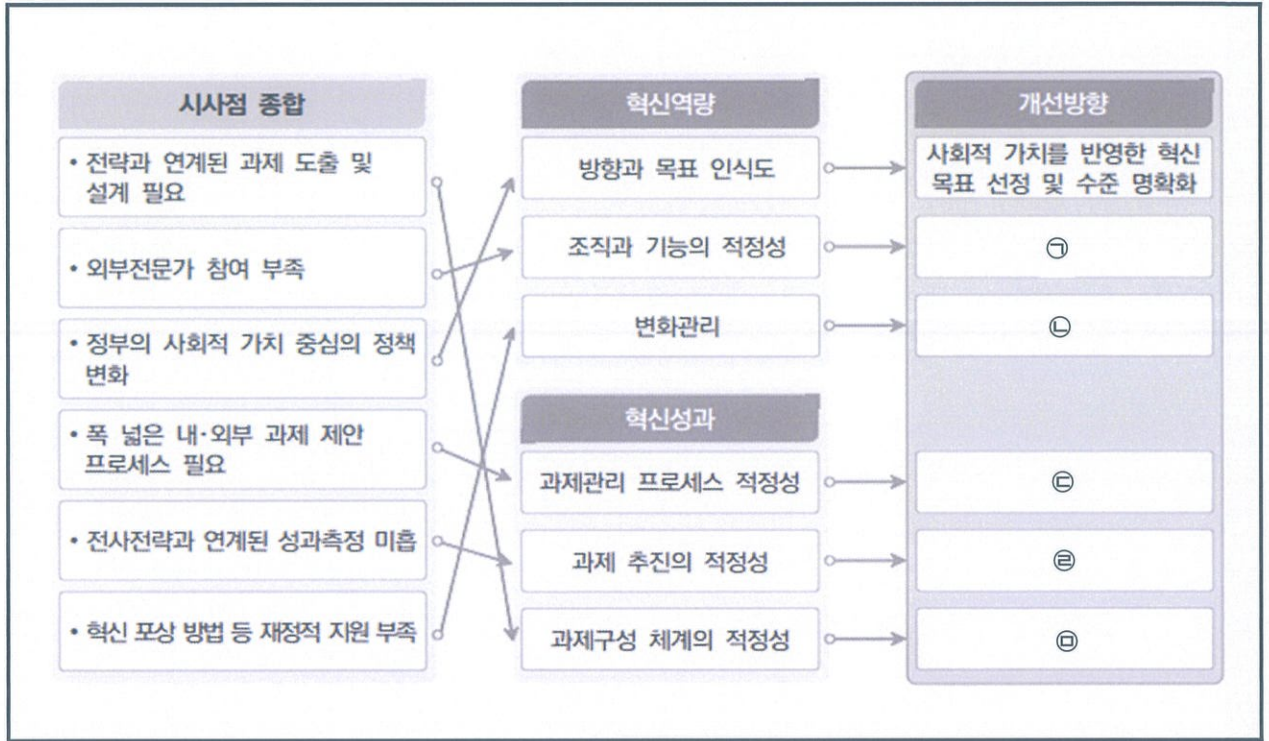 시사점 종합
• 전략과 연계된 과제 도출 및
설계 필요
• 외부전문가 참여 부족
• 정부의 사회적 가치 중심의 정책
변화
• 폭 넓은 내·외부 과제 제안
프로세스 필요
• 전사전략과 연계된 성과측정 미흡
• 혁신 포상 방법 등 재정적 지원 부족
혁신역량
방향과 목표 인식도
조직과 기능의 적정성
변화관리
혁신성과
과제관리 프로세스 적정성
과제 추진의 적정성
과제구성 체계의 적정성
개선방향
사회적 가치를 반영한 혁신
목표 선정 및 수준 명확화
㉠
㉡
㉢
㉣
㉤